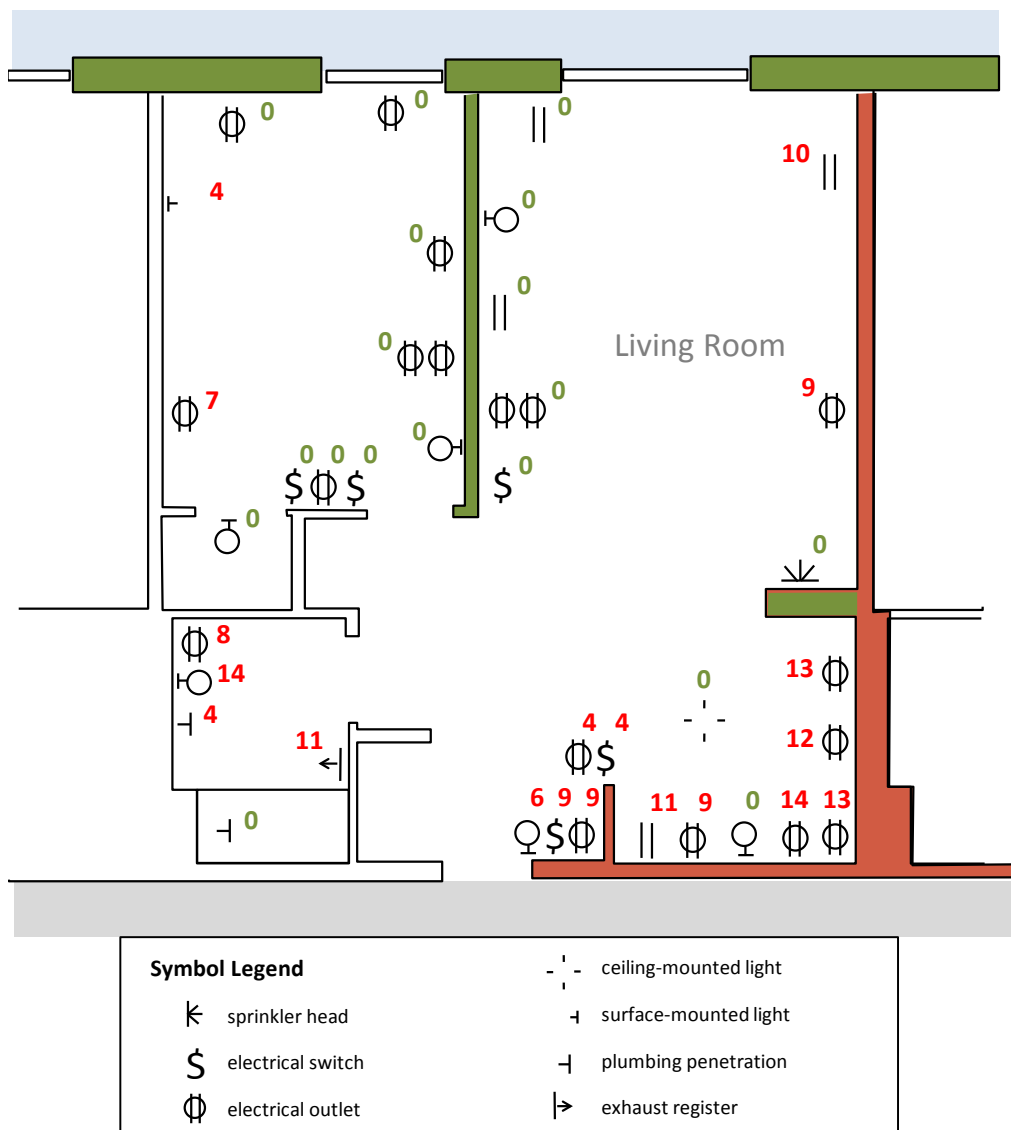 0 0 0
4 10
0
0
0
0 Living Room
7 0 9
0
0 0 0 0
0 0
8
14 13
4 0
11 4 4 12
0 6 9 9 11 9 0 14 13
$ $ $
$
$
Symbol Legend ceiling-mounted light
sprinkler head surface-mounted light
$ electrical switch plumbing penetration
electrical outlet exhaust register